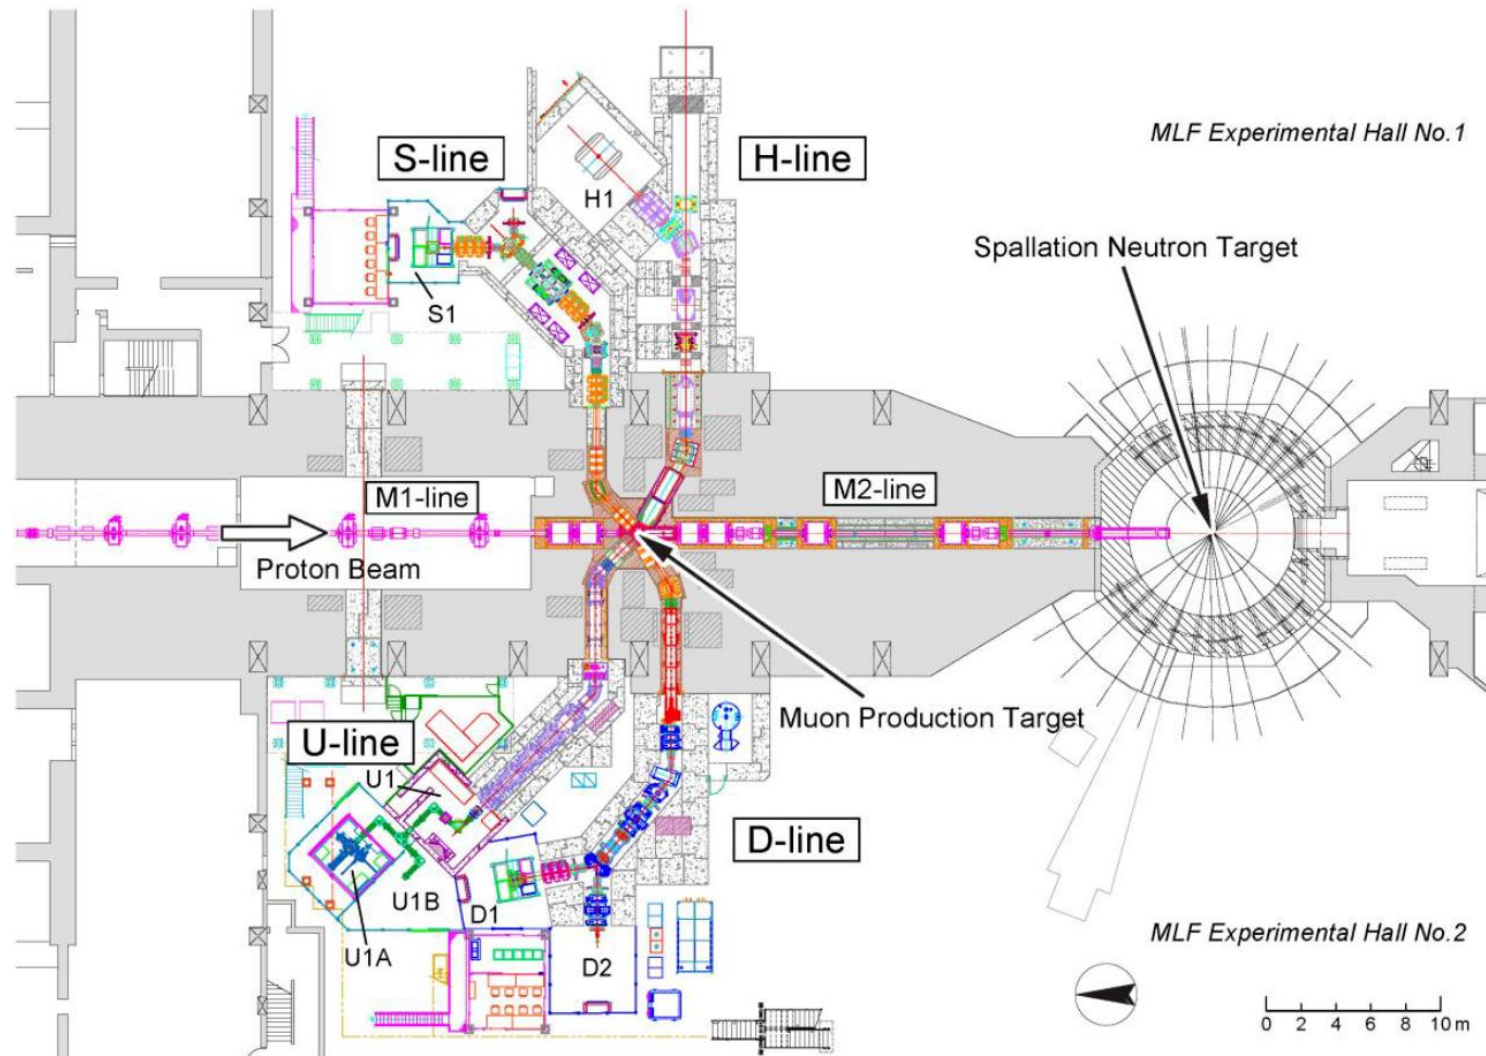 MLF Experimental Hall No.1
S-line
H-line
H1
Spallation Neutron Target
S1
M1-line
M2-line
Proton Beam
Muon Production Target
U-line
U1
D-line
U1B
D1
U1A
D2
MLF Experimental Hall No.2
0 2 4 6 8 10 m